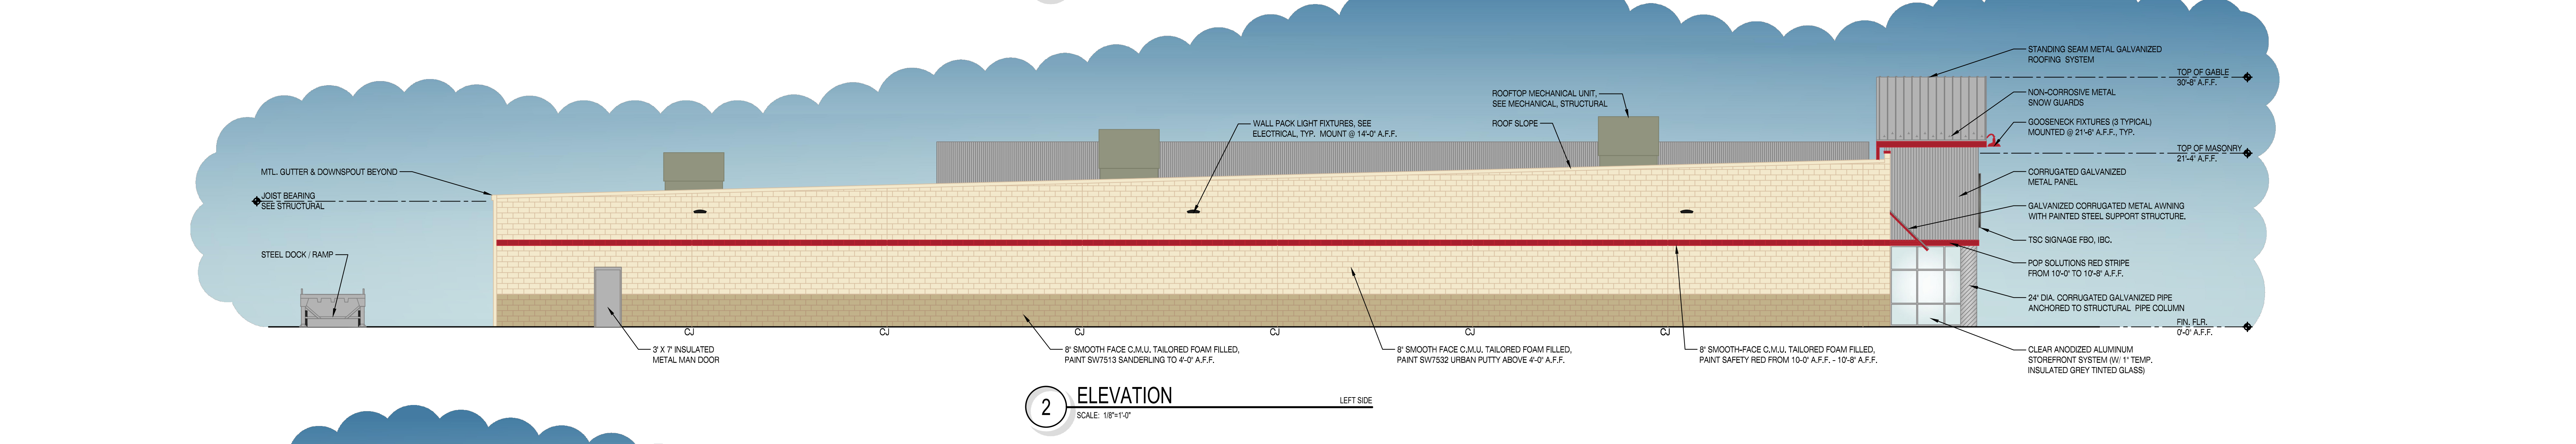 STANDING SEAM METAL GALVANIZED
ROOFING SYSTEM
TOP OF GABLE
30'-8" A.F.F.
NON-CORROSIVE METAL
SNOW GUARDS
ROOFTOP MECHANICAL UNIT,
SEE MECHANICAL, STRUCTURAL
WALL PACK LIGHT FIXTURES, SEE
ELECTRICAL, TYP. MOUNT @ 14'-0" A.F.F.
ROOF SLOPE
GOOSENECK FIXTURES (3 TYPICAL)
MOUNTED @ 21'-6" A.F.F., TYP.
TOP OF MASONRY
21'-4" A.F.F.
MTL. GUTTER & DOWNSPOUT BEYOND
CORRUGATED GALVANIZED
METAL PANEL
JOIST BEARING
SEE STRUCTURAL
GALVANIZED CORRUGATED METAL AWNING
WITH PAINTED STEEL SUPPORT STRUCTURE.
TSC SIGNAGE FBO, IBC.
STEEL DOCK / RAMP
POP SOLUTIONS RED STRIPE
FROM 10'-0" TO 10'-8" A.F.F.
24" DIA. CORRUGATED GALVANIZED PIPE
ANCHORED TO STRUCTURAL PIPE COLUMN
FIN. FLR.
0'-0" A.F.F.
CJ
CJ
CJ
CJ
CJ
CJ
3' X 7' INSULATED
METAL MAN DOOR
8" SMOOTH FACE C.M.U. TAILORED FOAM FILLED,
PAINT SW7513 SANDERLING TO 4'-0" A.F.F.
8" SMOOTH FACE C.M.U. TAILORED FOAM FILLED,
PAINT SW7532 URBAN PUTTY ABOVE 4'-0" A.F.F.
8" SMOOTH-FACE C.M.U. TAILORED FOAM FILLED,
PAINT SAFETY RED FROM 10-0" A.F.F. - 10'-8" A.F.F.
CLEAR ANODIZED ALUMINUM
STOREFRONT SYSTEM (W/ 1" TEMP.
INSULATED GREY TINTED GLASS)
2
ELEVATION
LEFT SIDE
SCALE: 1/8"=1'-0"